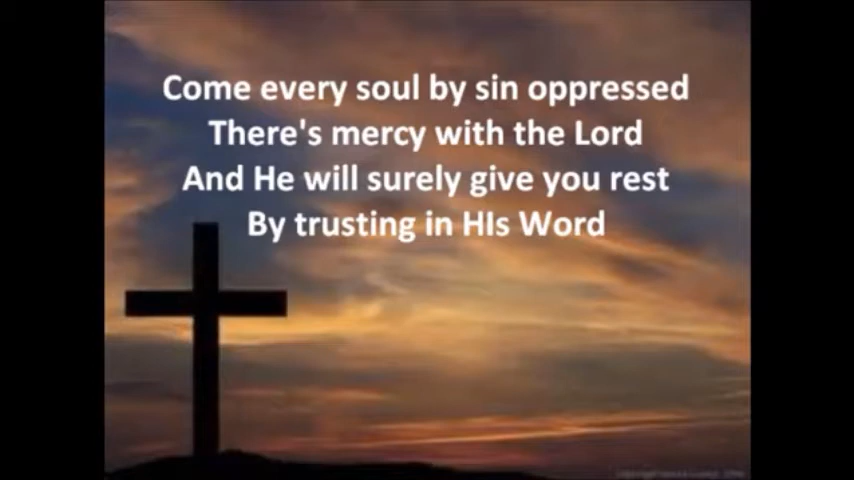 Come every soul by sin oppressed
There's mercy with the Lord
And He will surely give you rest
By trusting in HIs Word